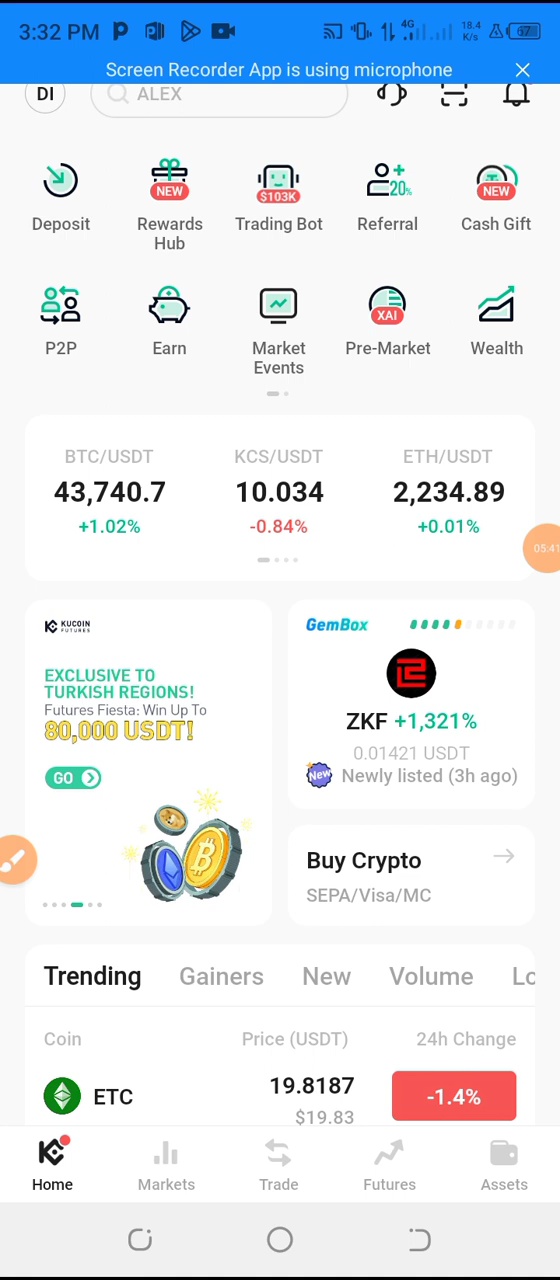 3:32 PM
4G
18.4
K/s
67
Screen Recorder App is using microphone
DI
ALEX
NEW
$103K
20%
NEW
Deposit
Rewards
Hub
Trading Bot
Referral
Cash Gift
XAI
P2P
Earn
Market
Events
Pre-Market
Wealth
BTC/USDT
KCS/USDT
ETH/USDT
43,740.7
10.034
2,234.89
+1.02%
-0.84%
+0.01%
05:41
KUCOIN
FUTURES
EXCLUSIVE TO
TURKISH REGIONS!
Futures Fiesta: Win Up To
80,000 USDT!
GO
GemBox
ZKF +1,321%
0.01421 USDT
New
Newly listed (3h ago)
Buy Crypto
SEPA/Visa/MC
Trending
Gainers
New
Volume
Lo
Coin
Price (USDT)
24h Change
ETC
19.8187
-1.4%
$19.83
Home
Markets
Trade
Futures
Assets